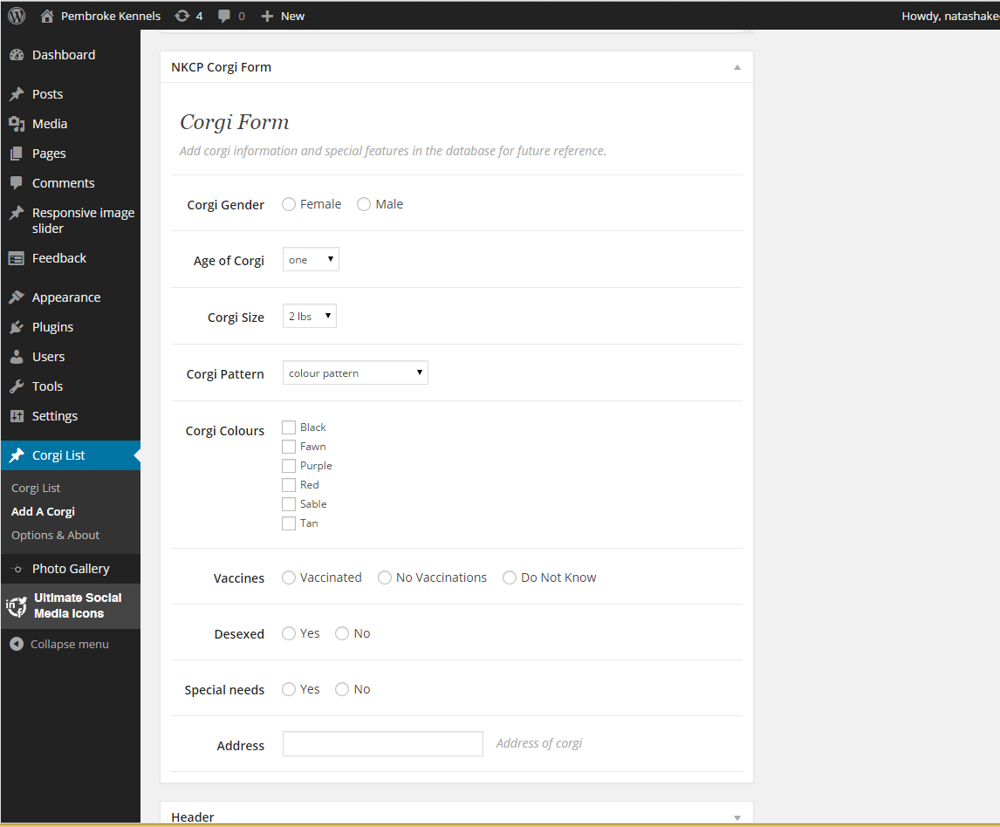 Pembroke Kennels 4 0 New Howdy, natashake
Dashboard
Posts
Media
Pages
Comments
Responsive image
slider
Feedback
Appearance
Plugins
Users
Tools
Settings
Corgi List
Corgi List
Add A Corgi
Options & About
Photo Gallery
Ultimate Social
Media Icons
Collapse menu
NKCP Corgi Form
Corgi Form
Add corgi information and special features in the database for future reference.
Corgi Gender Female Male
Age of Corgi one
Corgi Size 2 lbs
Corgi Pattern colour pattern
Corgi Colours Black
Fawn
Purple
Red
Sable
Tan
Vaccines Vaccinated No Vaccinations Do Not Know
Desexed Yes No
Special needs Yes No
Address Address of corgi
Header